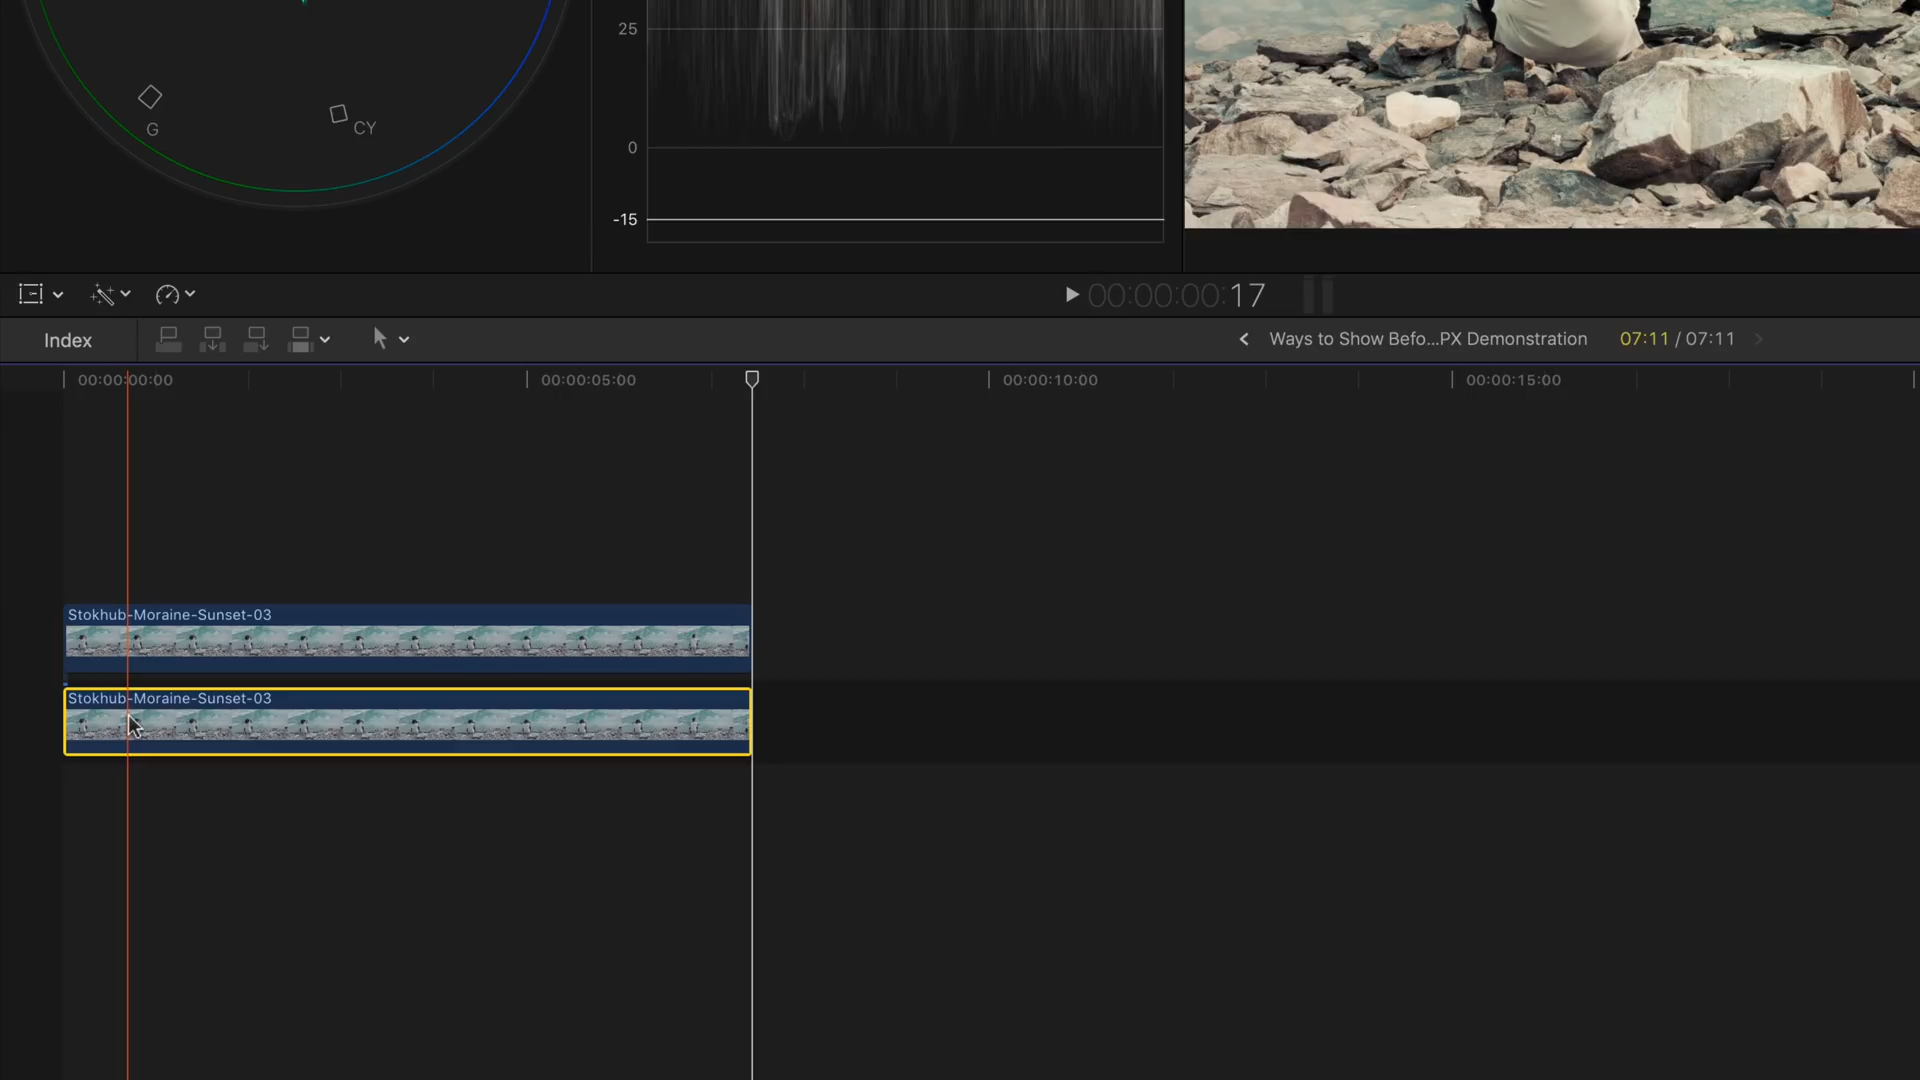 25
G
CY
0
-15
00:00:00:17
Index
Ways to Show Befo...PX Demonstration
07:11 / 07:11
00:00:00:00
00:00:05:00
00:00:10:00
00:00:15:00
Stokhub-Moraine-Sunset-03
Stokhub-Moraine-Sunset-03